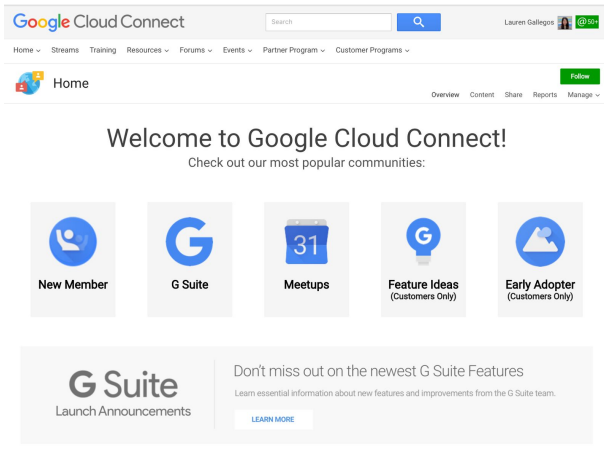 Google Cloud Connect
Search
Lauren Gallegos
@ 50+
Home Streams Training Resources Forums Events Partner Program Customer Programs
Home
Follow
Overview Content Share Reports Manage
Welcome to Google Cloud Connect!
Check out our most popular communities:
G
31
G
New Member
G Suite
Meetups
Feature Ideas
(Customers Only)
Early Adopter
(Customers Only)
G Suite
Launch Announcements
Don't miss out on the newest G Suite Features
Learn essential information about new features and improvements from the G Suite team.
LEARN MORE